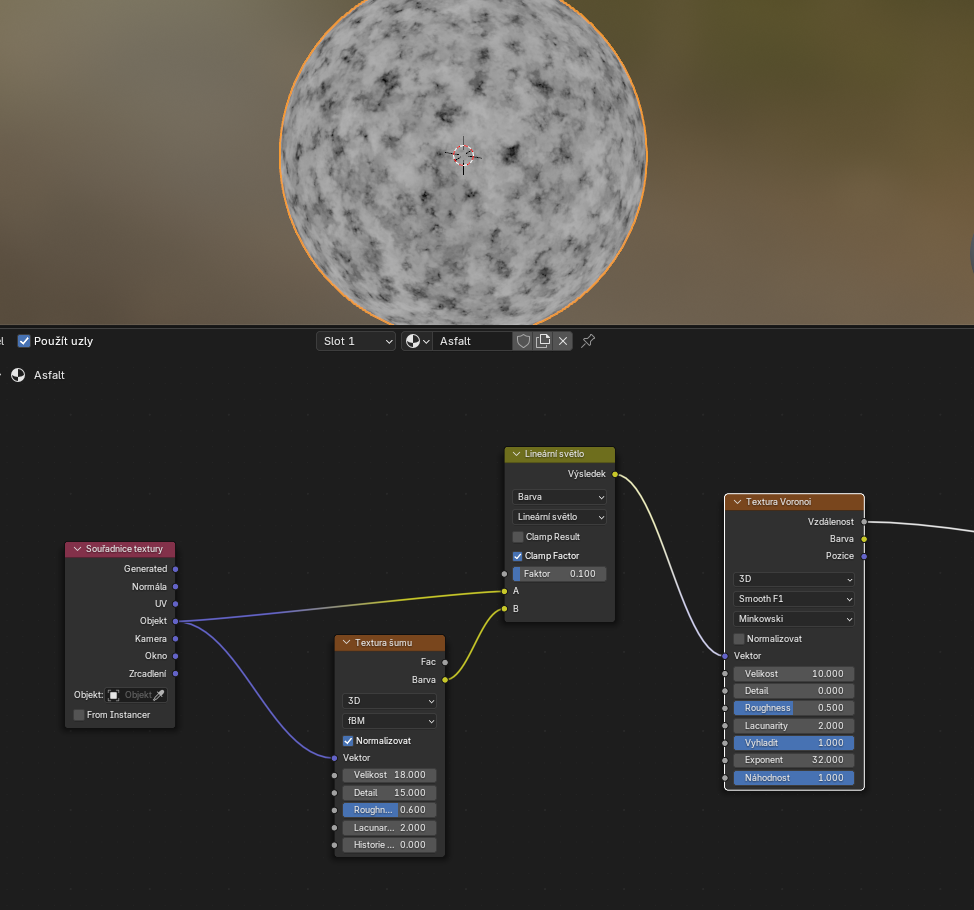 Použít uzly
Slot 1
Asfalt
Asfalt
Lineární světlo
Výsledek
Barva
Lineární světlo
Clamp Result
Clamp Factor
Faktor 0.100
A
B
Textura Voronoi
Vzdálenost
Barva
Pozice
3D
Smooth F1
Minkowski
Normalizovat
Vektor
Velikost 10.000
Detail 0.000
Roughness 0.500
Lacunarity 2.000
Vyhladit 1.000
Exponent 32.000
Náhodnost 1.000
Souřadnice textury
Generated
Normála
UV
Objekt
Kamera
Okno
Zrcadlení
Objekt: Objekt
From Instancer
Textura šumu
Fac
Barva
3D
fBM
Normalizovat
Vektor
Velikost 18.000
Detail 15.000
Roughn... 0.600
Lacunar... 2.000
Historie ... 0.000